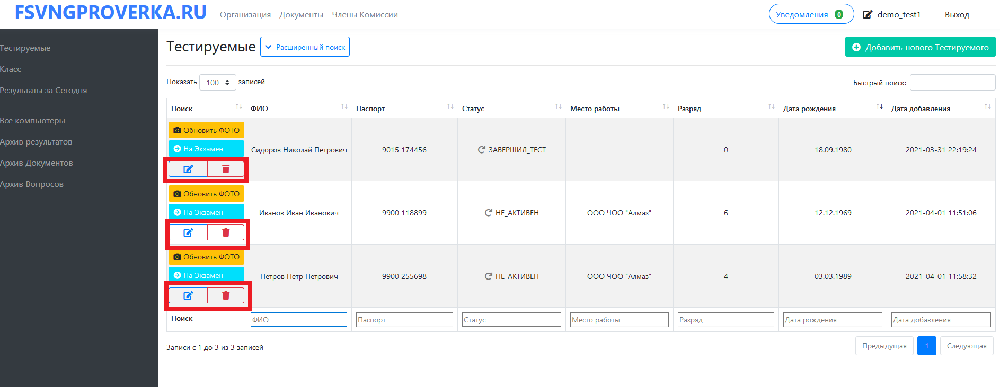 FSVNGPROVERKA.RU Организация Документы Члены Комиссии Уведомления 0 demo_test1 Выход
Тестируемые
Класс
Результаты за Сегодня
Все компьютеры
Архив результатов
Архив Документов
Архив Вопросов
Тестируемые Расширенный поиск Добавить нового Тестируемого
Показать 100 записей Быстрый поиск:
Поиск ФИО Паспорт Статус Место работы Разряд Дата рождения Дата добавления
Обновить ФОТО
На Экзамен
Сидоров Николай Петрович 9015 174456 ЗАВЕРШИЛ_ТЕСТ 0 18.09.1980 2021-03-31 22:19:24
Обновить ФОТО
На Экзамен
Иванов Иван Иванович 9900 118899 НЕ_АКТИВЕН ООО ЧОО "Алмаз" 6 12.12.1969 2021-04-01 11:51:06
Обновить ФОТО
На Экзамен
Петров Петр Петрович 9900 255698 НЕ_АКТИВЕН ООО ЧОО "Алмаз" 4 03.03.1989 2021-04-01 11:58:32
Поиск ФИО Паспорт Статус Место работы Разряд Дата рождения Дата добавления
Записи с 1 до 3 из 3 записей Предыдущая 1 Следующая